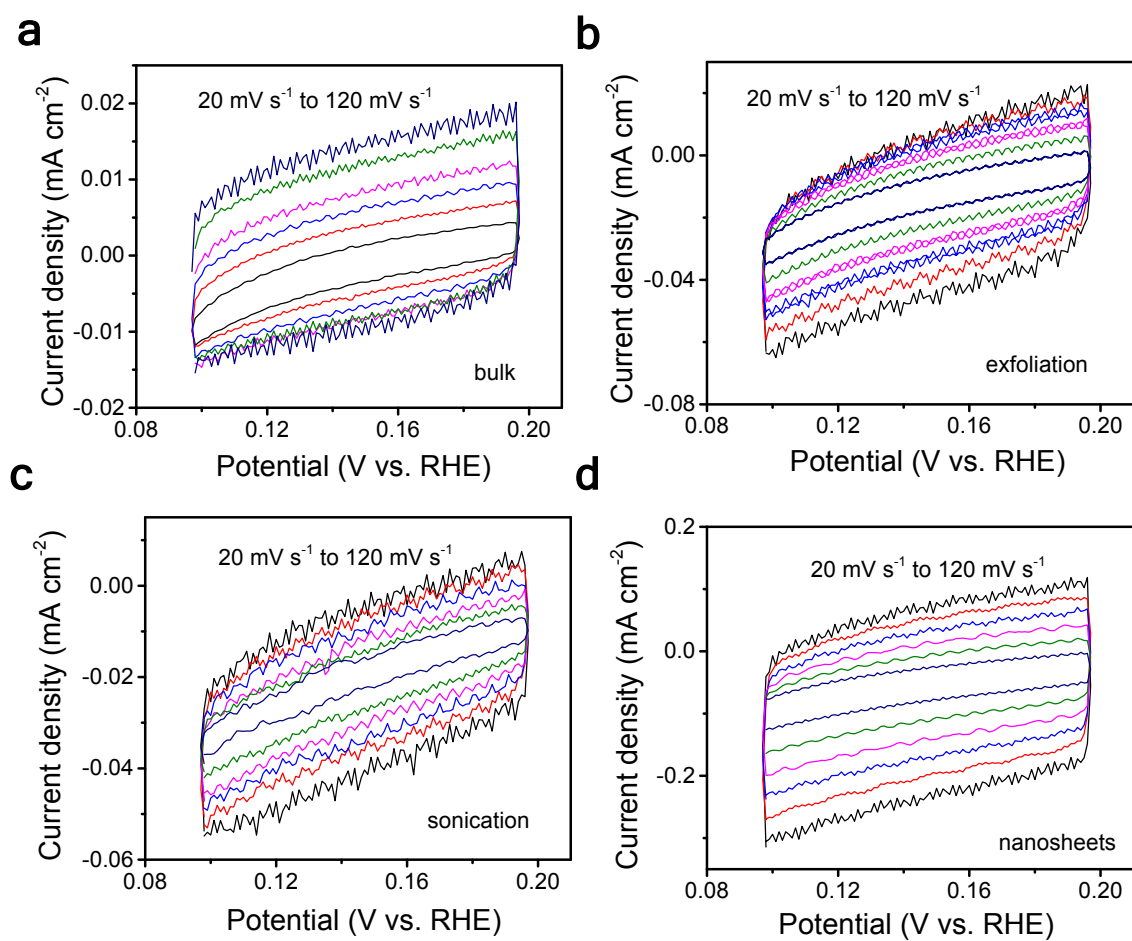 a
20 mV s⁻¹ to 120 mV s⁻¹
Current density (mA cm⁻²)
0.02
0.01
0.00
-0.01
-0.02
bulk
0.08
0.12
0.16
0.20
Potential (V vs. RHE)
b
20 mV s⁻¹ to 120 mV s⁻¹
Current density (mA cm⁻²)
0.00
-0.04
-0.08
exfoliation
0.08
0.12
0.16
0.20
Potential (V vs. RHE)
c
20 mV s⁻¹ to 120 mV s⁻¹
Current density (mA cm⁻²)
0.00
-0.02
-0.04
-0.06
sonication
0.08
0.12
0.16
0.20
Potential (V vs. RHE)
d
20 mV s⁻¹ to 120 mV s⁻¹
Current density (mA cm⁻²)
0.2
0.0
-0.2
nanosheets
0.08
0.12
0.16
0.20
Potential (V vs. RHE)